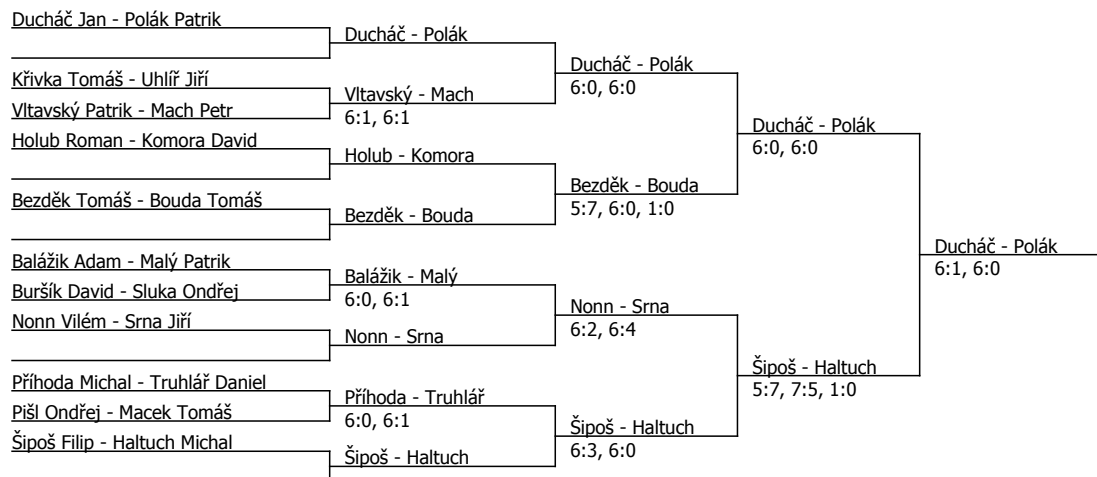 Ducháč Jan - Polák Patrik
Ducháč - Polák
Ducháč - Polák
6:0, 6:0
Křivka Tomáš - Uhlíř Jiří
Vltavský - Mach
6:1, 6:1
Vltavský Patrik - Mach Petr
Ducháč - Polák
6:0, 6:0
Holub Roman - Komora David
Holub - Komora
Bezděk - Bouda
5:7, 6:0, 1:0
Bezděk Tomáš - Bouda Tomáš
Bezděk - Bouda
Ducháč - Polák
6:1, 6:0
Balážik Adam - Malý Patrik
Balážik - Malý
6:0, 6:1
Buršík David - Sluka Ondřej
Nonn - Srna
6:2, 6:4
Nonn Vilém - Srna Jiří
Nonn - Srna
Šipoš - Haltuch
5:7, 7:5, 1:0
Příhoda Michal - Truhlář Daniel
Příhoda - Truhlář
6:0, 6:1
Pišl Ondřej - Macek Tomáš
Šipoš - Haltuch
6:3, 6:0
Šipoš Filip - Haltuch Michal
Šipoš - Haltuch